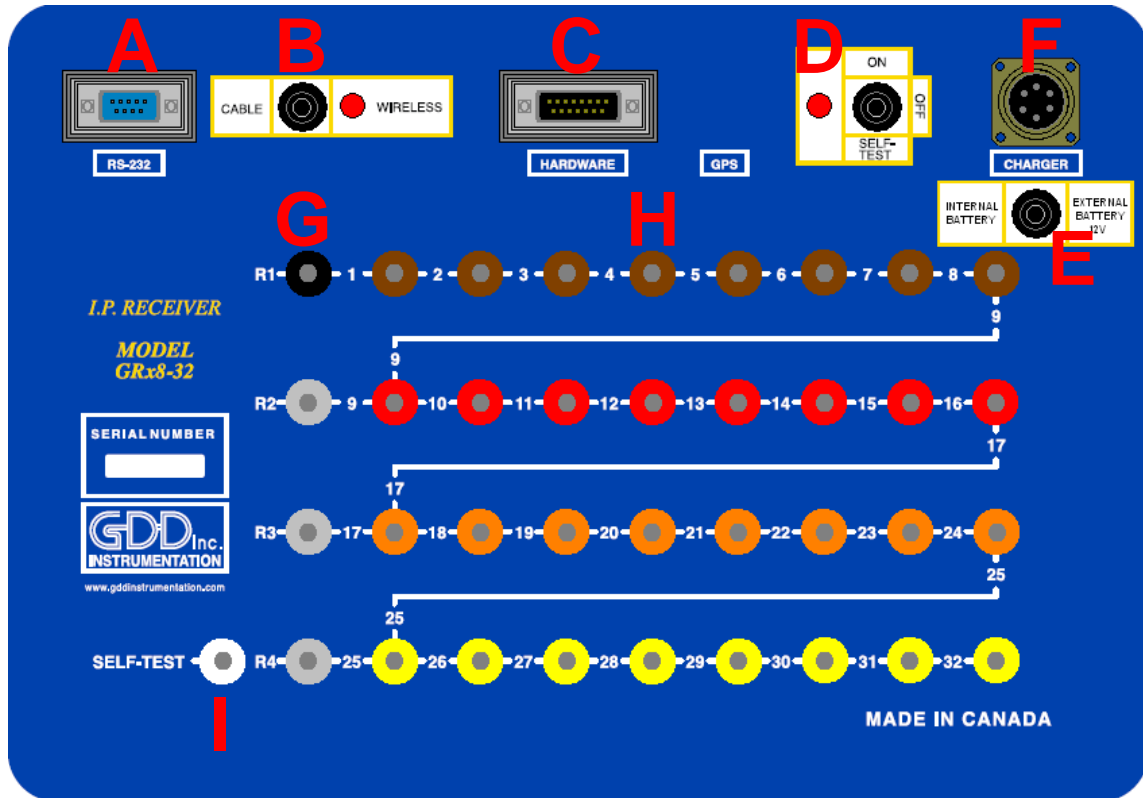 A B C D F
ON
CABLE WIRELESS OFF
SELF-
TEST
RS-232 HARDWARE GPS CHARGER
INTERNAL
BATTERY
EXTERNAL
BATTERY
12V
G H E
R1 1 2 3 4 5 6 7 8
9
I.P. RECEIVER
MODEL
GRx8-32
9
R2 9 10 11 12 13 14 15 16
17
SERIAL NUMBER
17
R3 17 18 19 20 21 22 23 24
GDD Inc.
INSTRUMENTATION
25
www.gddinstrumentation.com
25
SELF-TEST R4 25 26 27 28 29 30 31 32
I
MADE IN CANADA